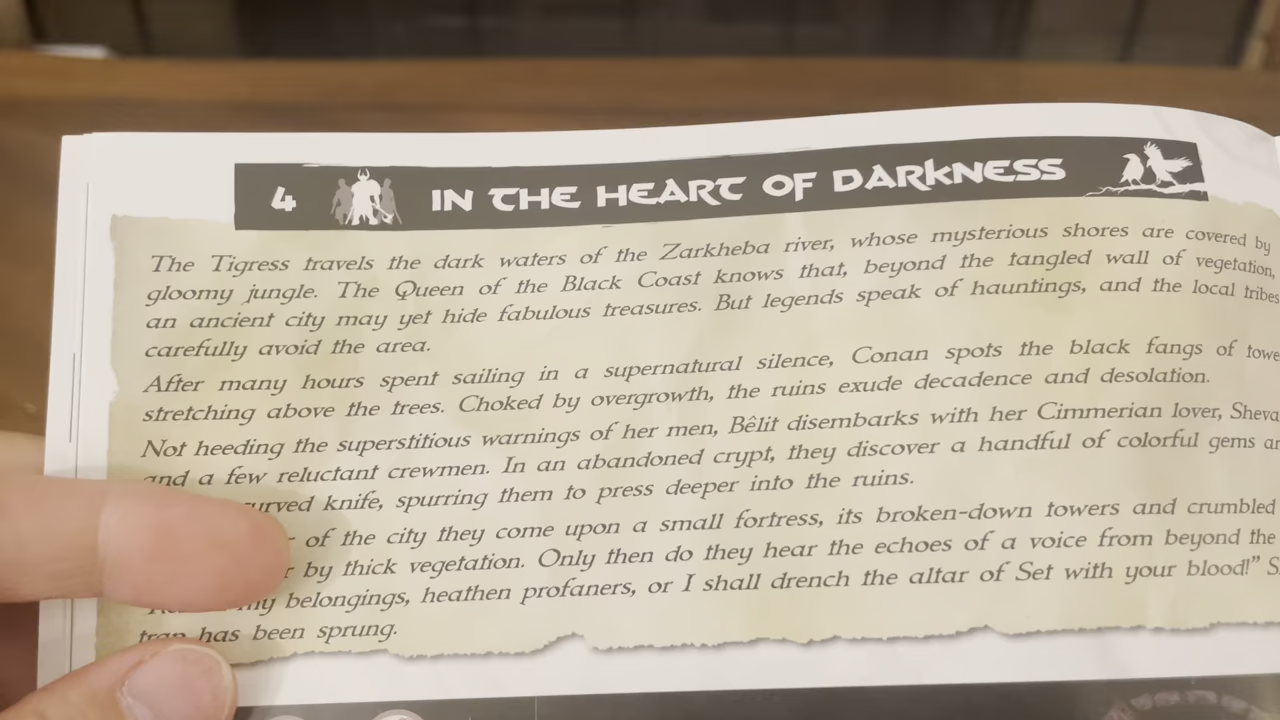 4 IN THE HEART OF DARKNESS
The Tigress travels the dark waters of the Zarkheba river, whose mysterious shores are covered by
gloomy jungle. The Queen of the Black Coast knows that, beyond the tangled wall of vegetation,
an ancient city may yet hide fabulous treasures. But legends speak of hauntings, and the local tribes
carefully avoid the area.
After many hours spent sailing in a supernatural silence, Conan spots the black fangs of
stretching above the trees. Choked by overgrowth, the ruins exude decadence and desolation.
Not heeding the superstitious warnings of her men, Bêlit disembarks with her Cimmerian lover,
and a few reluctant crewmen. In an abandoned crypt, they discover a handful of colorful gems
knife, spurring them to press deeper into the ruins.
of the city they come upon a small fortress, its broken-down towers and crumbled
by thick vegetation. Only then do they hear the echoes of a voice from beyond the
my belongings, heathen profaners, or I shall drench the altar of Set with your blood!"
trap has been sprung.